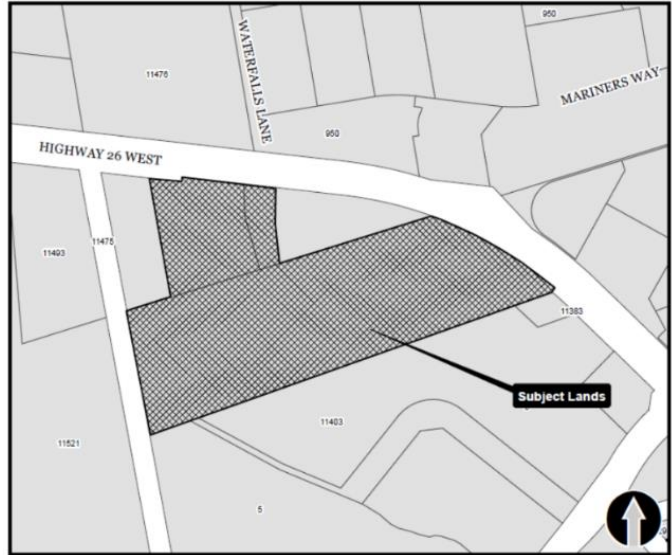 950
11476
WATERFALLS LANE
MARINERS WAY
950
HIGHWAY 26 WEST
11475
11493
11383
Subject Lands
11403
11521
5